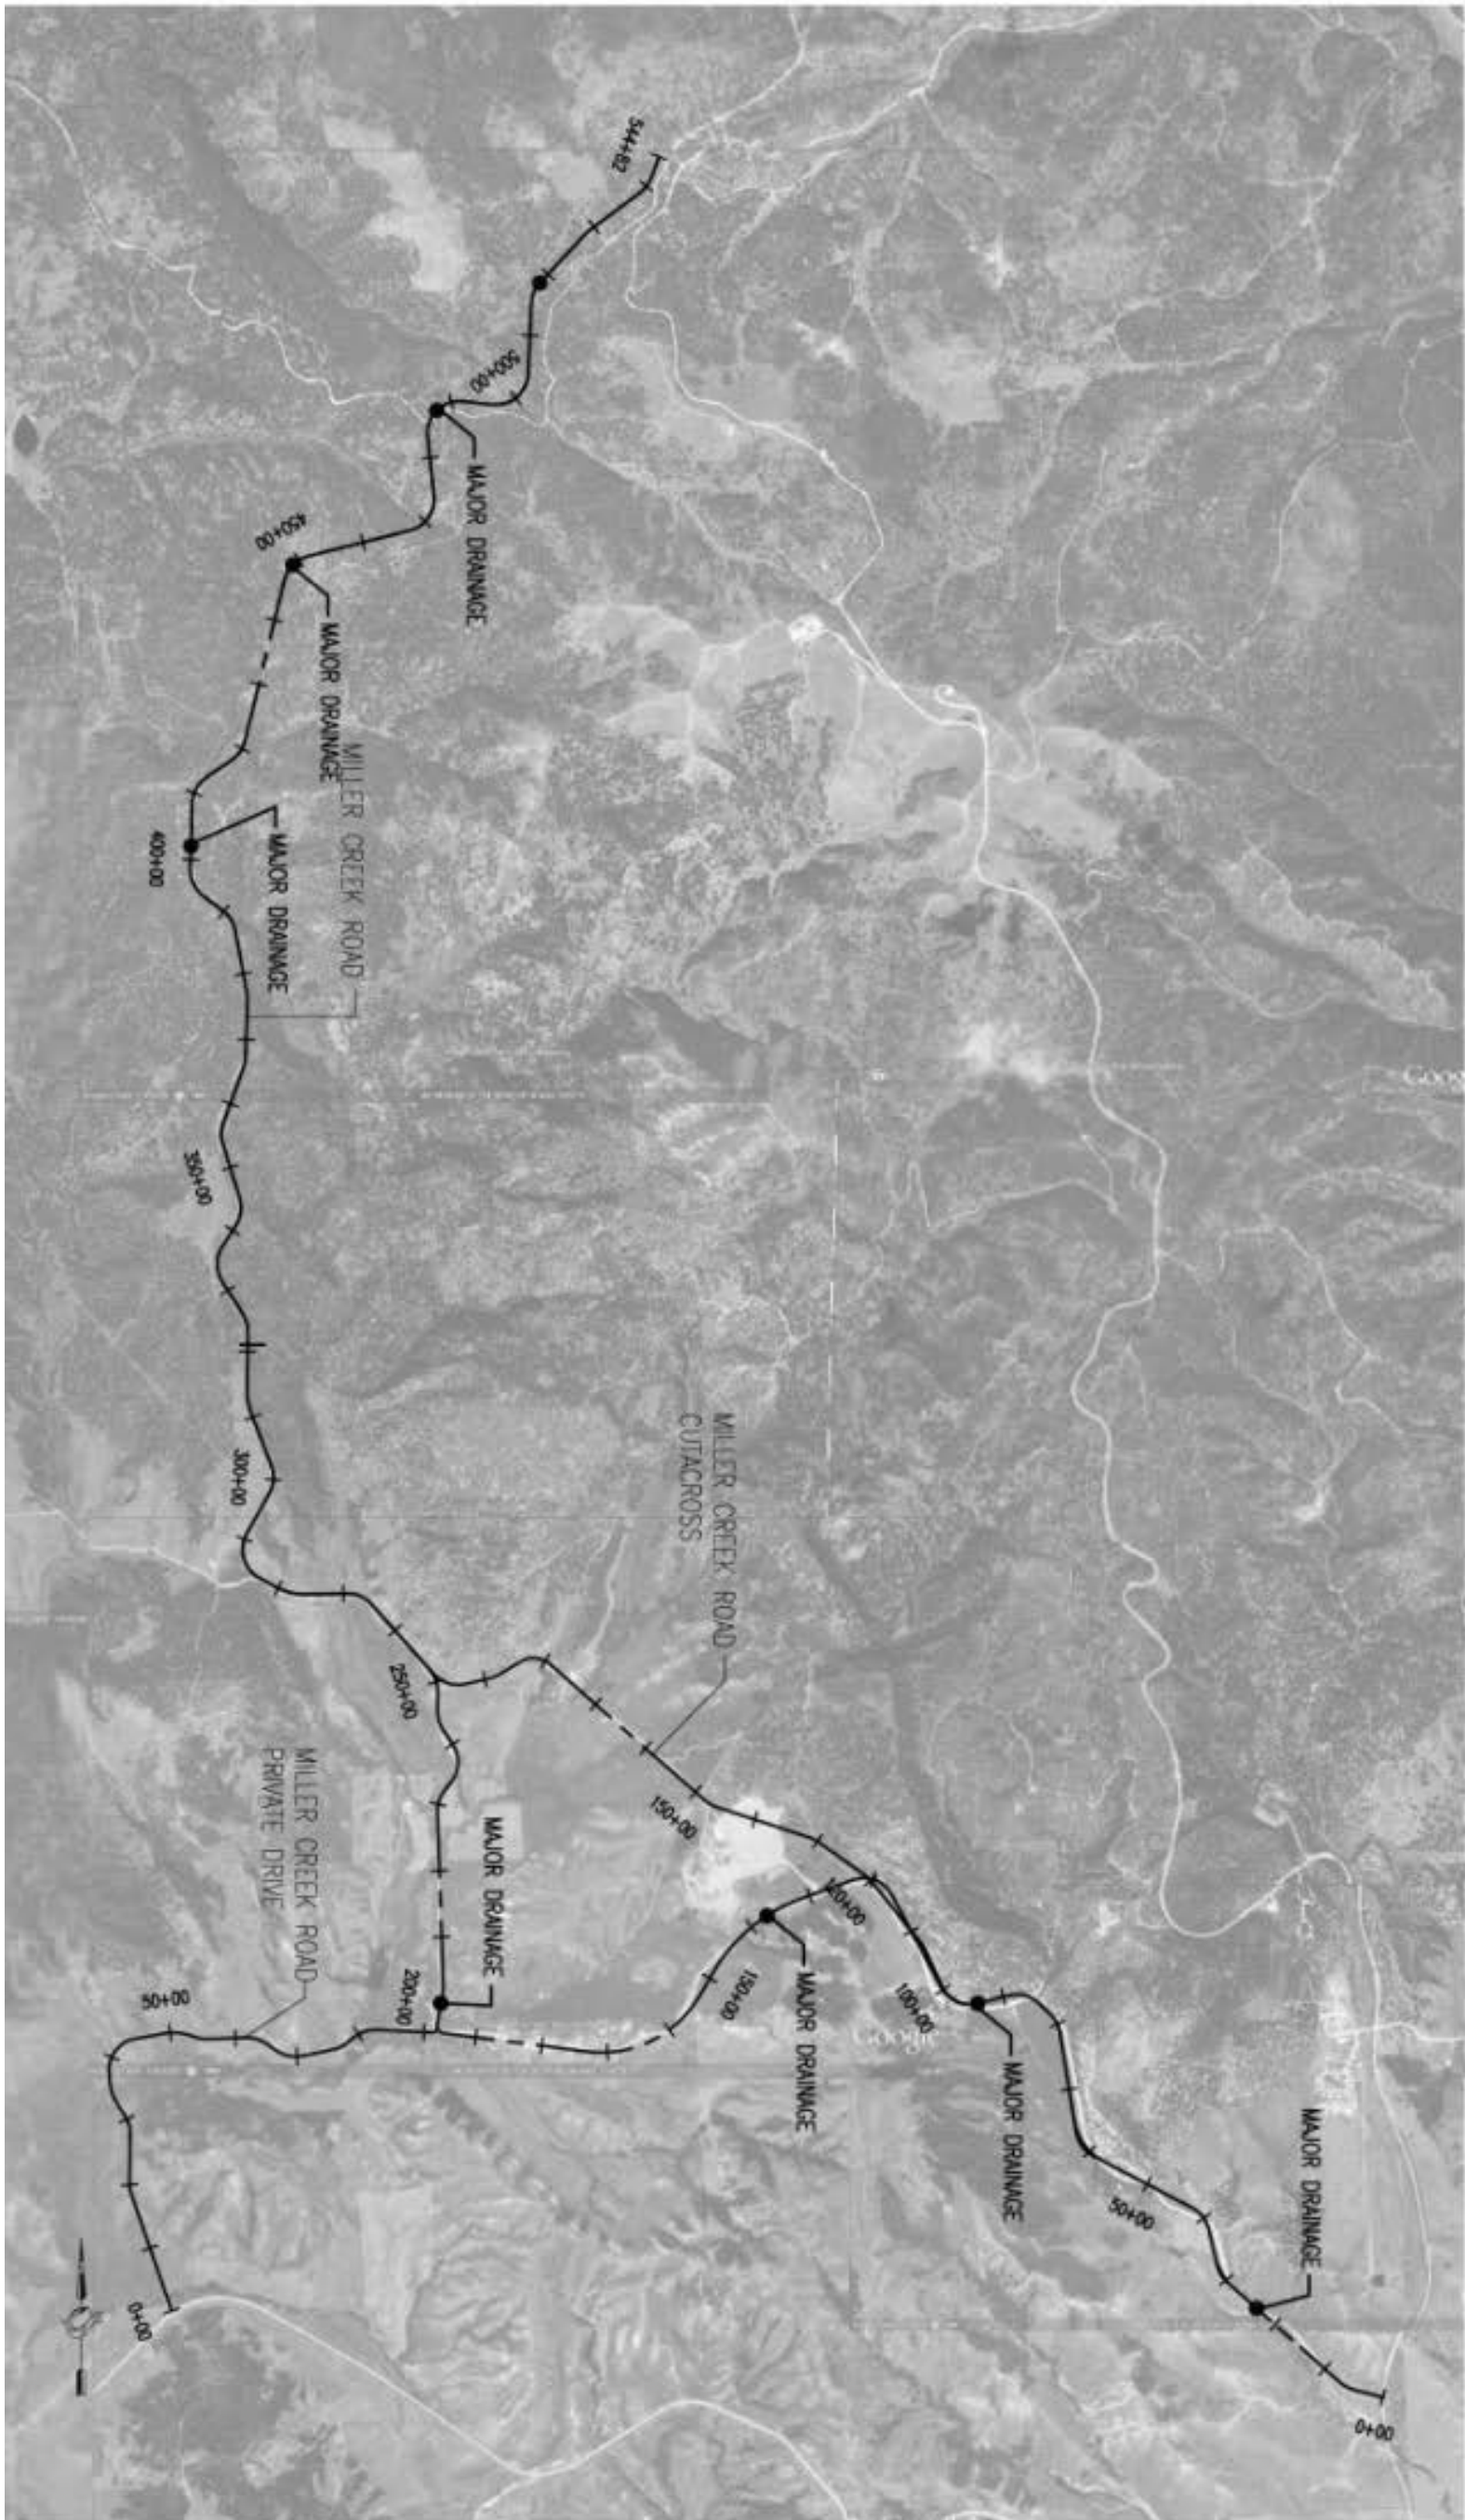 544+82
500+00
MAJOR DRAINAGE
450+00
MAJOR DRAINAGE
MILLER CREEK ROAD
400+00
MAJOR DRAINAGE
350+00
300+00
MILLER CREEK ROAD
CUTACROSS
250+00
150+00
MILLER CREEK ROAD
PRIVATE DRIVE
MAJOR DRAINAGE
200+00
50+00
120+00
150+00
MAJOR DRAINAGE
100+00
Google
MAJOR DRAINAGE
50+00
MAJOR DRAINAGE
0+00
0+00
Goog